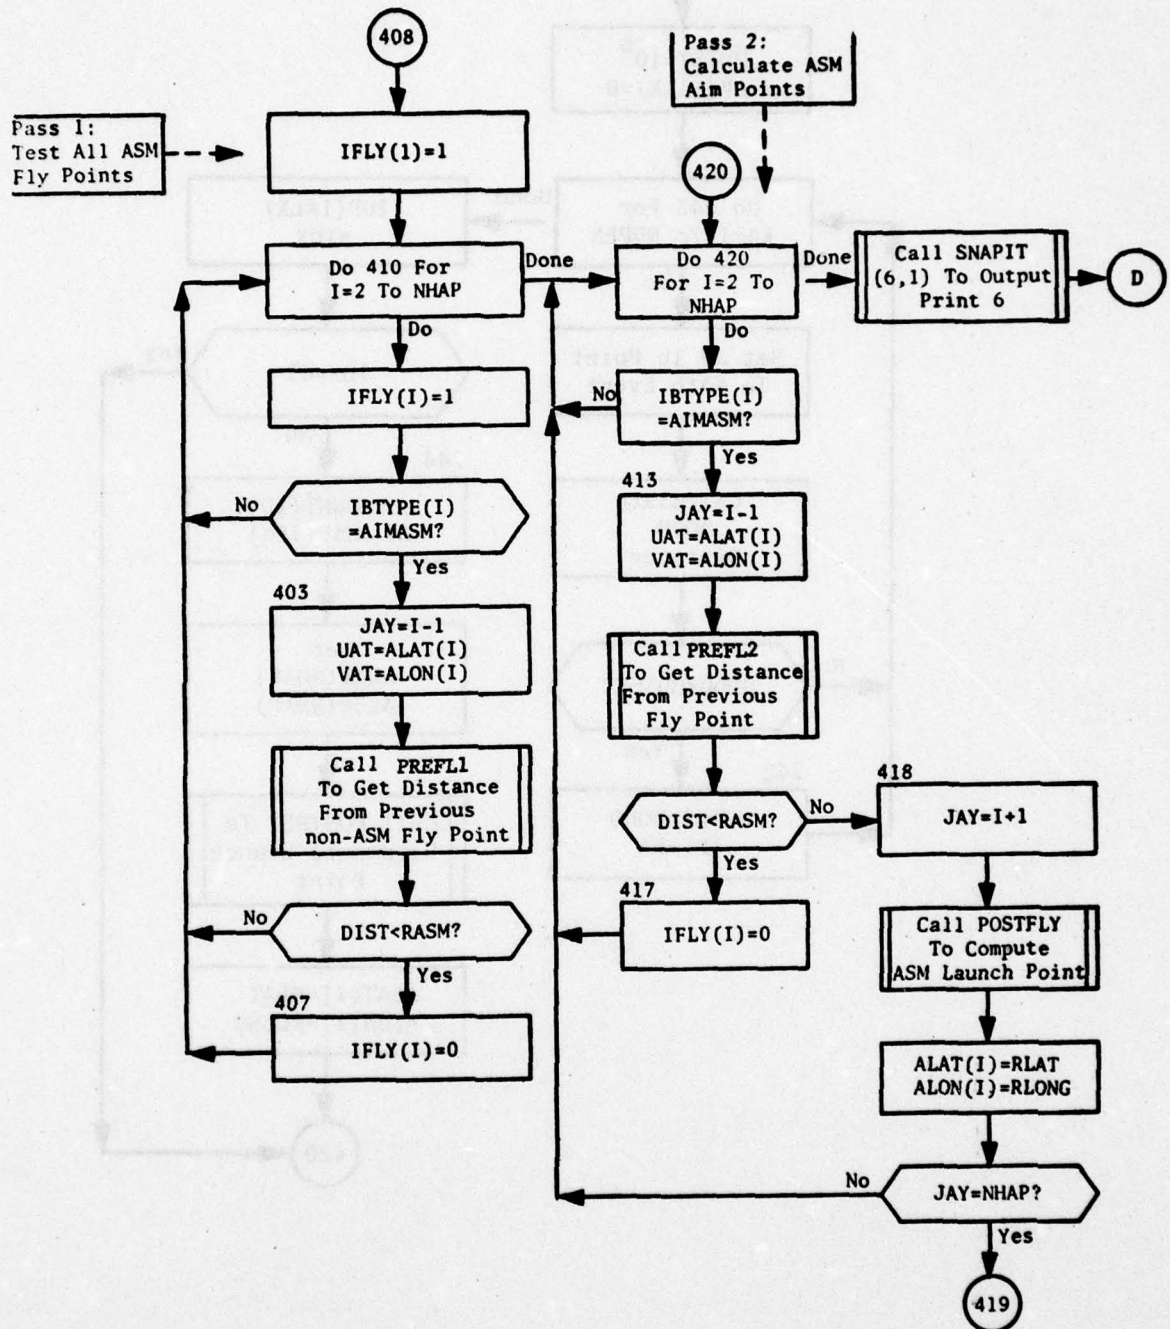 408
Pass 1:
Test All ASM
Fly Points
IFLY(1)=1
Do 410 For
I=2 To NHAP
Done
Do
IFLY(I)=1
IBTYPE(I)
=AIMASM?
No
Yes
403
JAY=I-1
UAT=ALAT(I)
VAT=ALON(I)
Call PREFL1
To Get Distance
From Previous
non-ASM Fly Point
DIST<RASM?
No
Yes
407
IFLY(I)=0
Pass 2:
Calculate ASM
Aim Points
420
Do 420
For I=2 To
NHAP
Done
Call SNAPIT
(6,1) To Output
Print 6
D
Do
IBTYPE(I)
=AIMASM?
No
Yes
413
JAY=I-1
UAT=ALAT(I)
VAT=ALON(I)
Call PREFL2
To Get Distance
From Previous
Fly Point
DIST<RASM?
No
Yes
417
IFLY(I)=0
418
JAY=I+1
Call POSTFLY
To Compute
ASM Launch Point
ALAT(I)=RLAT
ALON(I)=RLONG
JAY=NHAP?
No
Yes
419